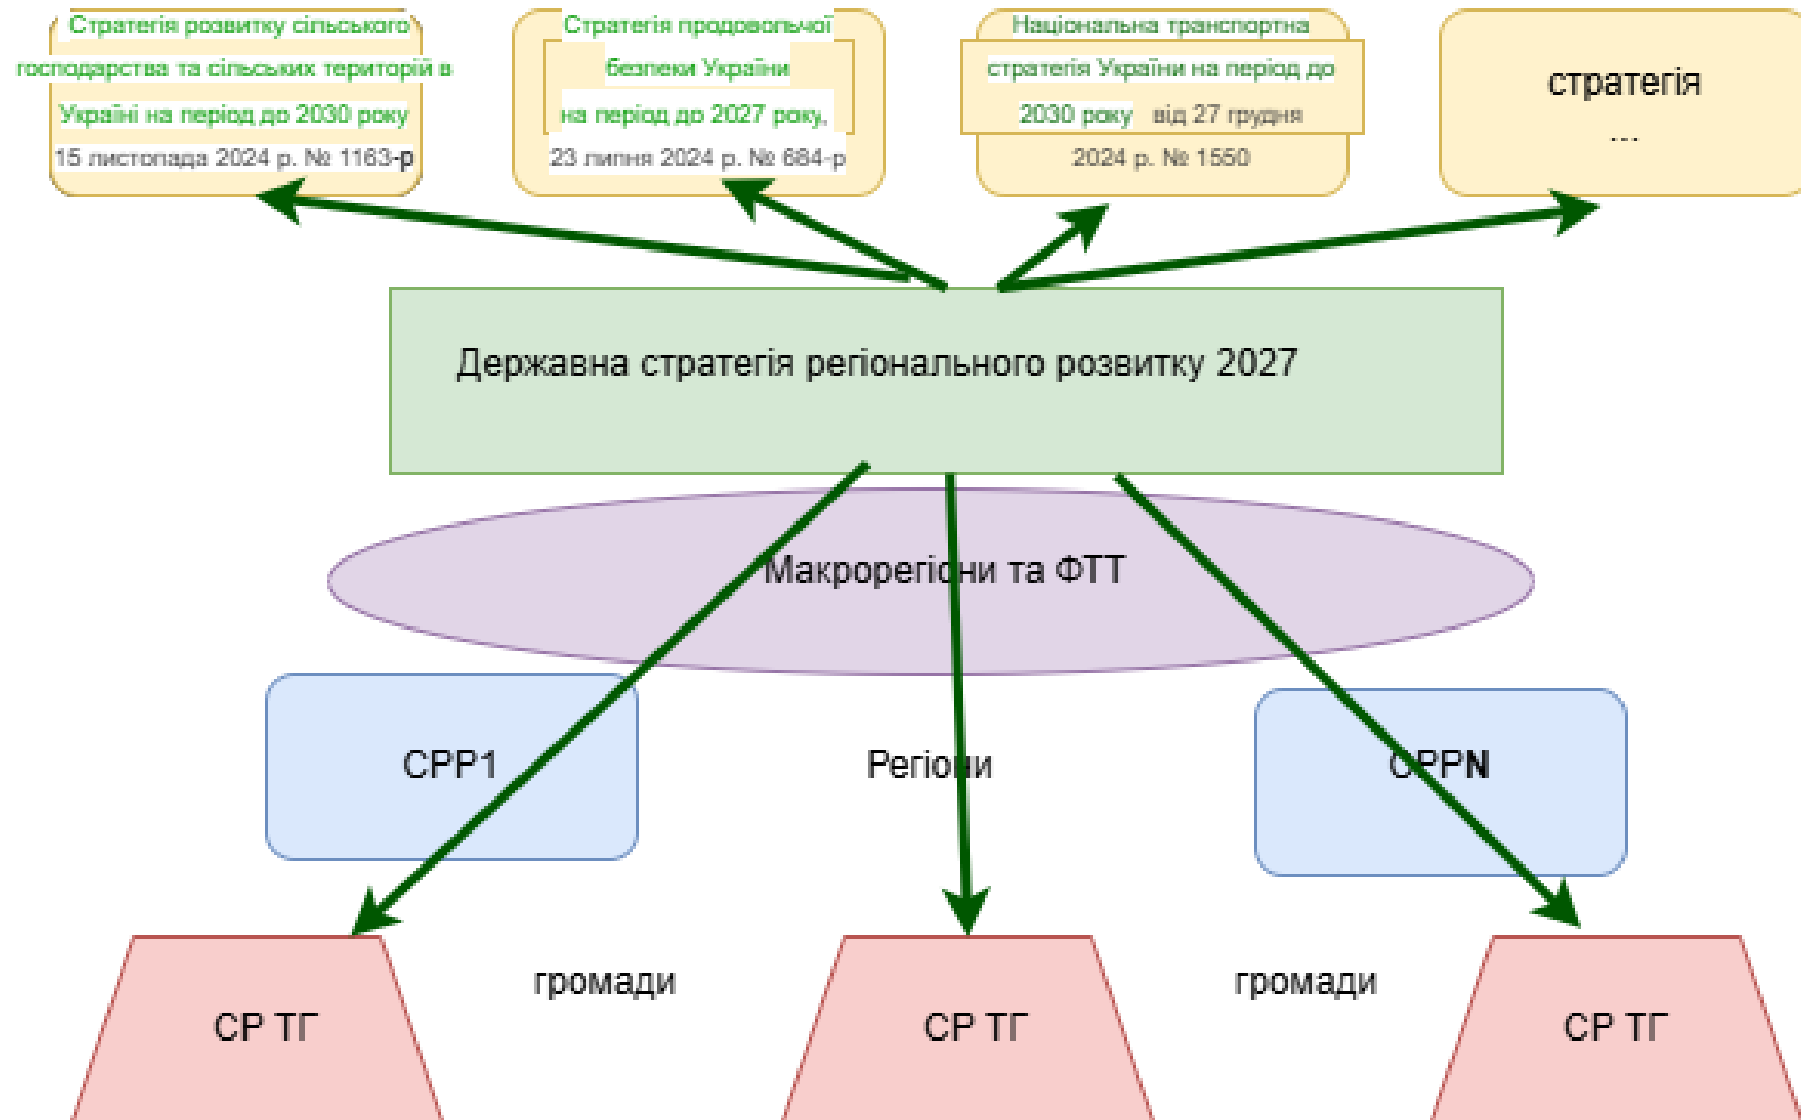 Стратегія розвитку сільського
господарства та сільських територій в
Україні на період до 2030 року
15 листопада 2024 р. № 1163-р
Стратегія продовольчої
безпеки України
на період до 2027 року,
23 липня 2024 р. № 684-р
Національна транспортна
стратегія України на період до
2030 року від 27 грудня
2024 р. № 1550
стратегія
...
Державна стратегія регіонального розвитку 2027
Макрорегіони та ФТТ
СРР1
Регіони
СРРN
громади
громади
СР ТГ
СР ТГ
СР ТГ